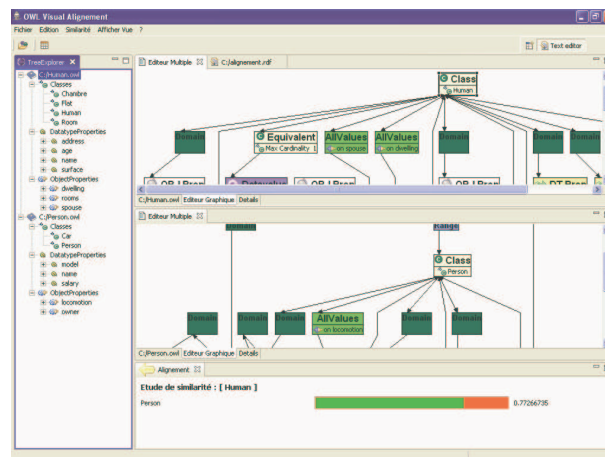 OWL Visual Alignement
Fichier Edition Similarité Afficher Vue ?
Text editor
TreeExplorer
C:/Human.owl
Classes
Chambre
Flat
Human
Room
DatatypeProperties
address
age
name
surface
ObjectProperties
dwelling
rooms
spouse
C:/Person.owl
Classes
Car
Person
DatatypeProperties
model
name
salary
ObjectProperties
locomotion
owner
Editeur Multiple C:/alignement.rdf
Class
Human
Domain Equivalent AllValues AllValues Domain Domain Domain
Max Cardinality 1 on spouse on dwelling
C:/Human.owl Editeur Graphique Details
Editeur Multiple
Domain Range
Class
Person
Domain Domain Domain AllValues Domain Domain
on locomotion
C:/Person.owl Editeur Graphique Details
Alignement
Etude de similarité : [ Human ]
Person 0.77266735